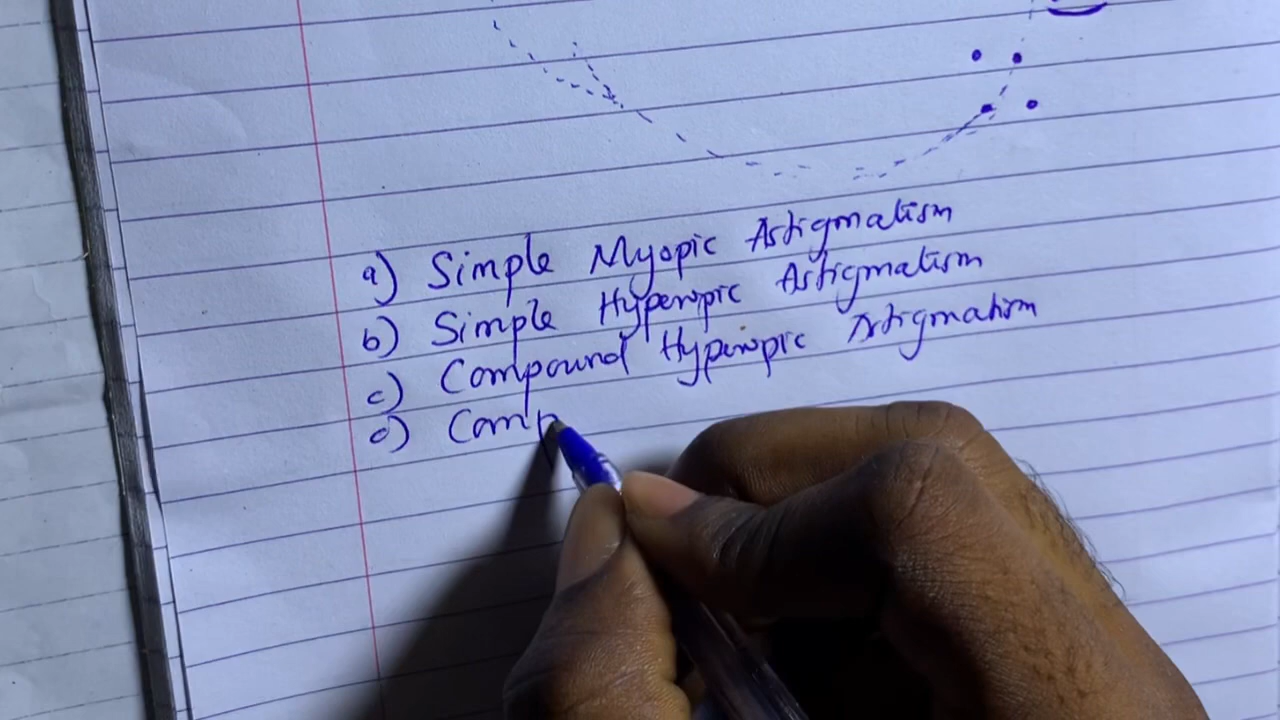 a) Simple Myopic Astigmatism
b) Simple Hyperopic Astigmatism
c) Compound Hyperopic Astigmatism
d) Comp